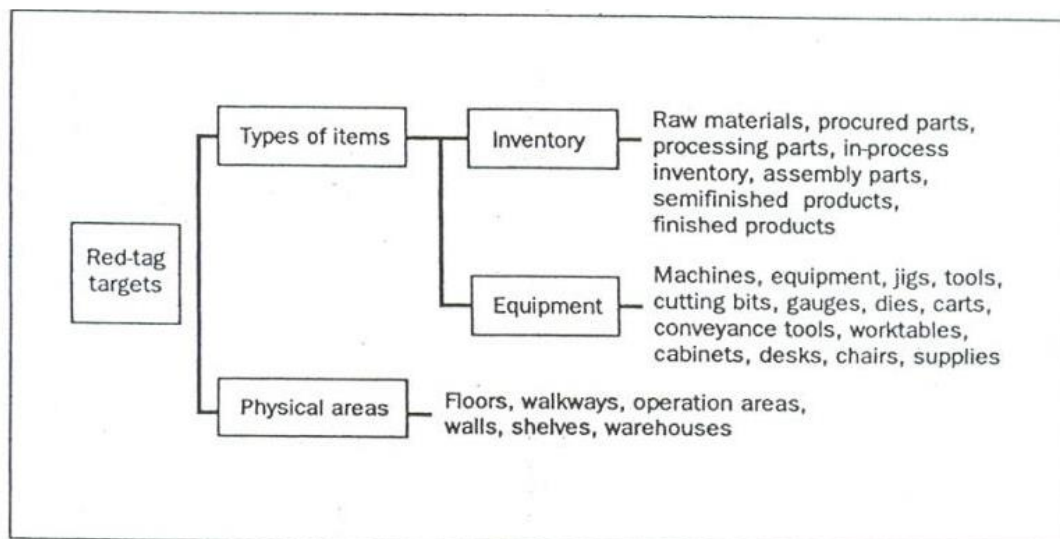 Red-tag
targets
Types of items
Inventory
Raw materials, procured parts,
processing parts, in-process
inventory, assembly parts,
semifinished products,
finished products
Equipment
Machines, equipment, jigs, tools,
cutting bits, gauges, dies, carts,
conveyance tools, worktables,
cabinets, desks, chairs, supplies
Physical areas
Floors, walkways, operation areas,
walls, shelves, warehouses